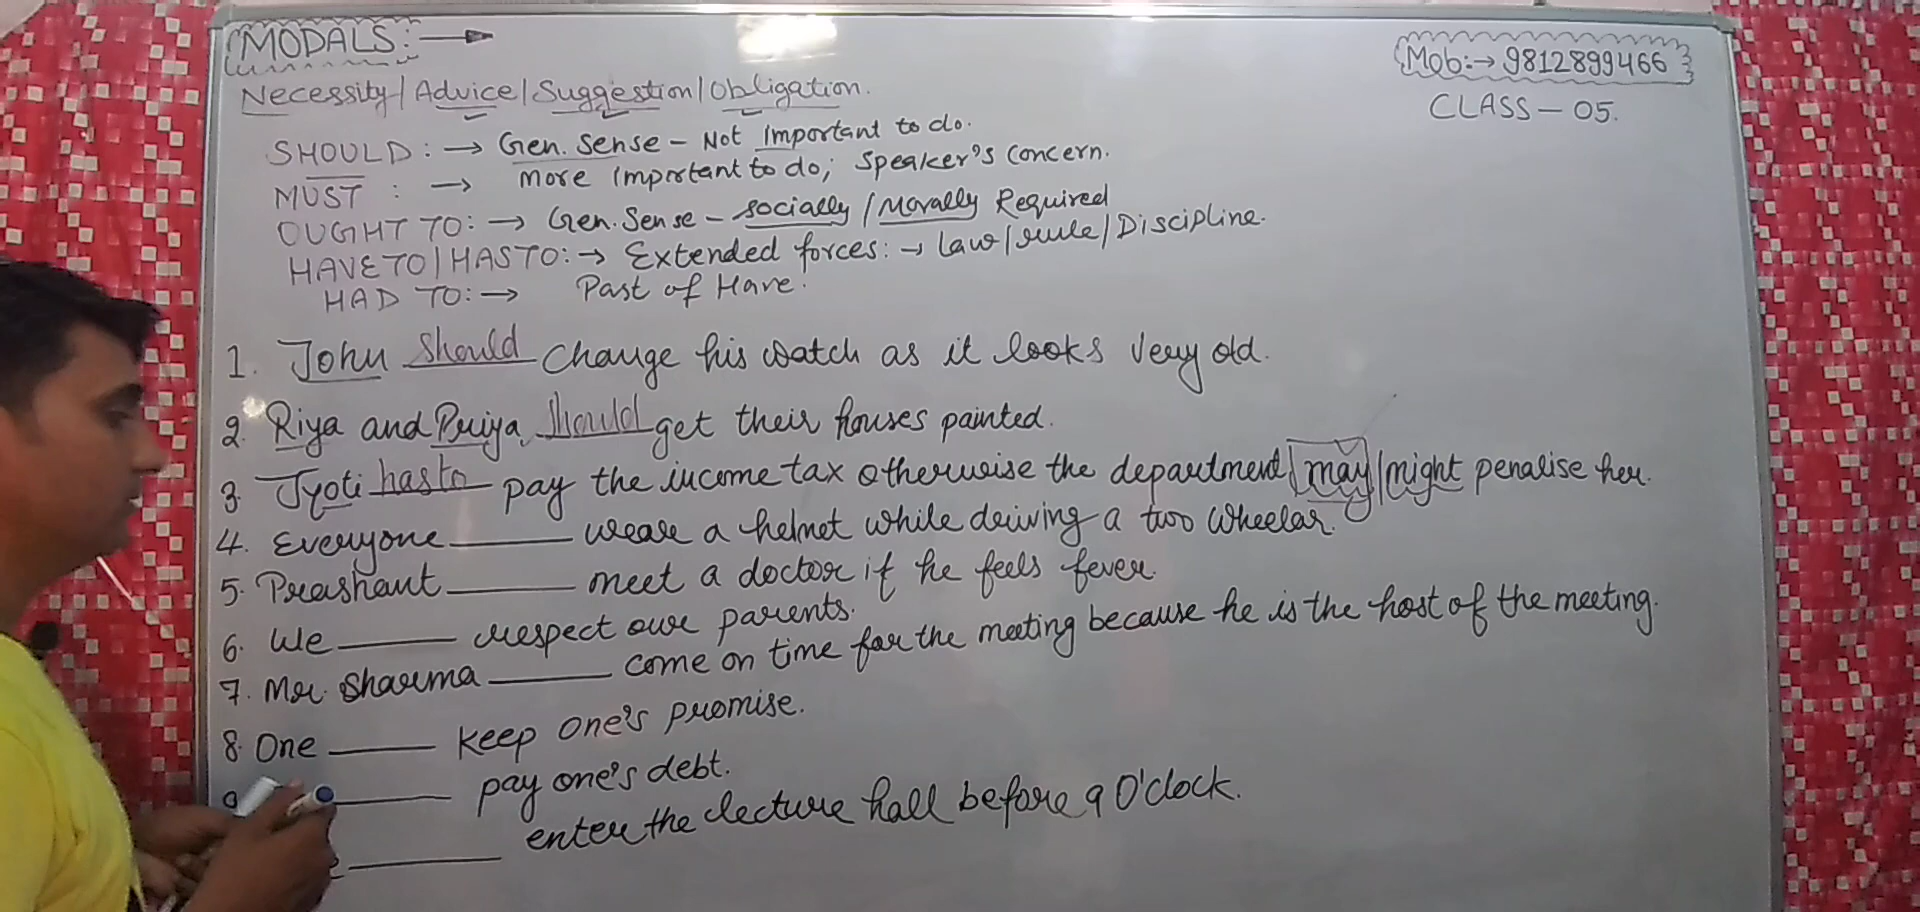 MODALS:→
Mob:→9812899466
CLASS – 05.
Necessity/Advice/Suggestion/Obligation.
SHOULD:→ Gen. Sense – Not Important to do.
MUST : → More Important to do; Speaker's Concern.
OUGHT TO:→ Gen. Sense – socially/Morally Required
HAVE TO/HAS TO:→ Extended forces:→ Law/rule/Discipline.
HAD TO:→ Past of Have.
1. John should change his watch as it looks very old.
2. Riya and Priya should get their houses painted.
3. Jyoti has to pay the income tax otherwise the department may/might penalise her.
4. Everyone ______ wear a helmet while driving a two wheelar.
5. Prashant ______ meet a doctor if he feels fever.
6. We ______ respect our parents.
7. Mr. Sharma ______ come on time for the meeting because he is the host of the meeting.
8. One ______ keep one's promise.
9 ______ pay one's debt.
______ enter the lecture hall before 9 O'clock.